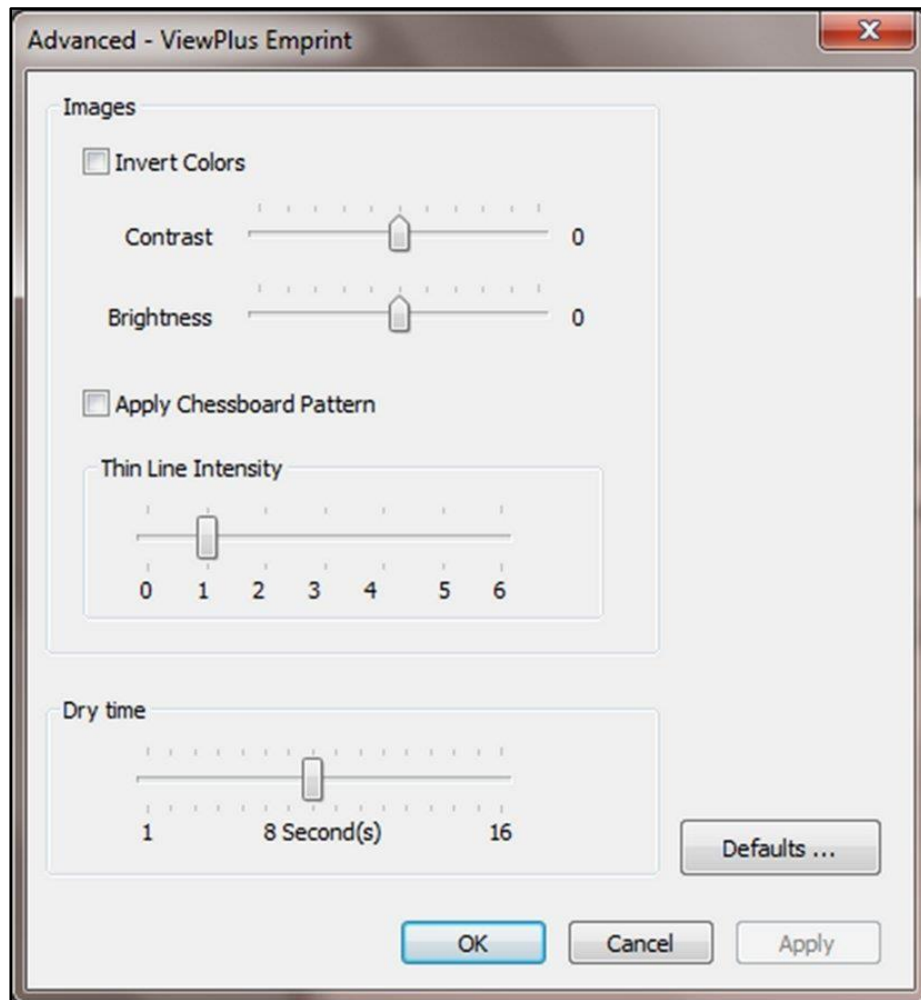 Advanced - ViewPlus Emprint
Images
Invert Colors
Contrast 0
Brightness 0
Apply Chessboard Pattern
Thin Line Intensity
0 1 2 3 4 5 6
Dry time
1 8 Second(s) 16
Defaults ...
OK Cancel Apply